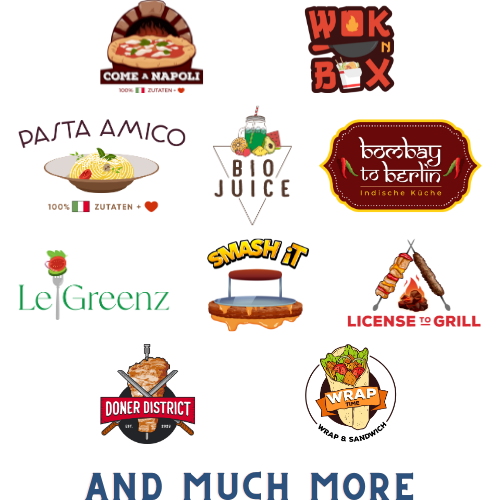 COME A NAPOLI
100% ZUTATEN +
WOK
N
BOX
PASTA AMICO
100% ZUTATEN +
BIO
JUICE
bombay
to berlin
Indische Küche
Le Greenz
SMASH iT
LICENSE TO GRILL
DONER DISTRICT
EST. 2023
WRAP
TIME
WRAP & SANDWICH
AND MUCH MORE